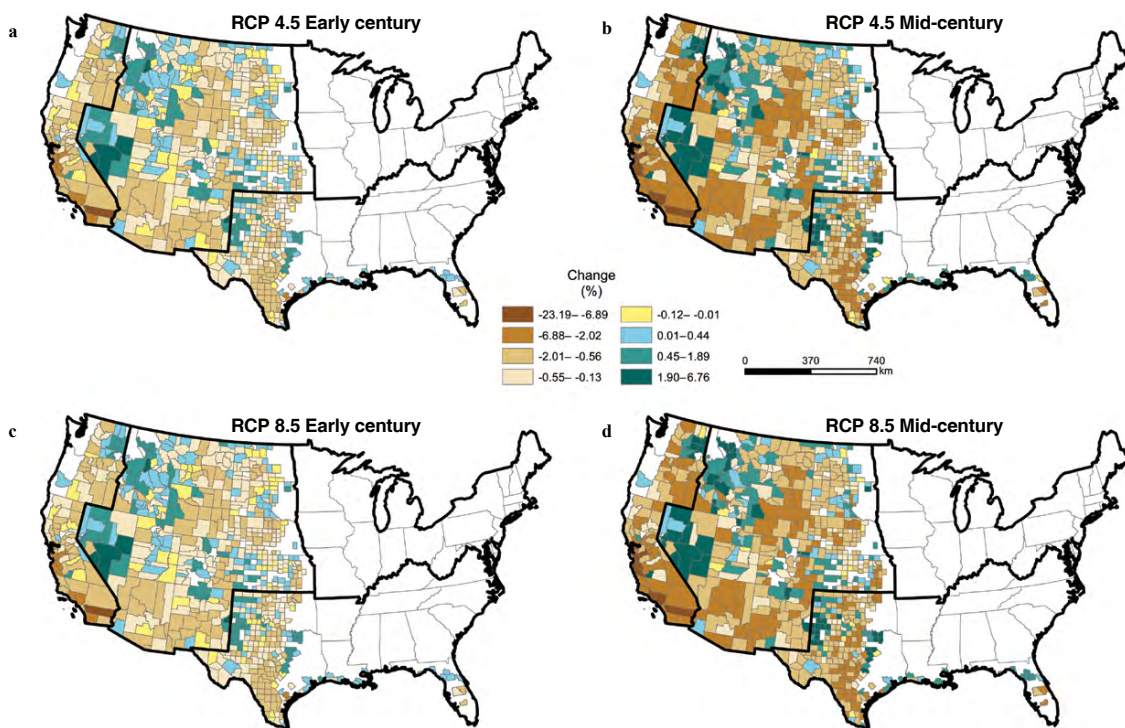 a
RCP 4.5 Early century
b
RCP 4.5 Mid-century
Change
(%)
-23.19– -6.89
-6.88– -2.02
-2.01– -0.56
-0.55– -0.13
-0.12– -0.01
0.01–0.44
0.45–1.89
1.90–6.76
0 370 740
km
c
RCP 8.5 Early century
d
RCP 8.5 Mid-century